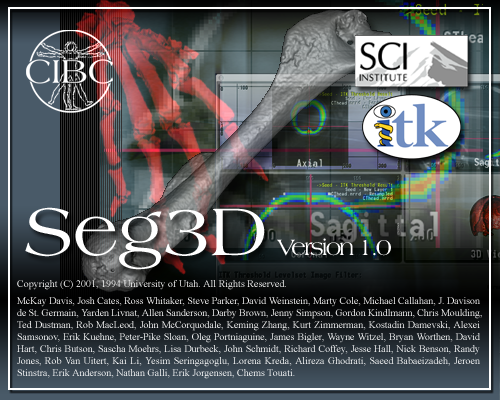 CIBC
SCI
INSTITUTE
itk
Axial
Sagittal
Seg3D Version 1.0
Copyright (C) 2001, 1994 University of Utah. All Rights Reserved.
McKay Davis, Josh Cates, Ross Whitaker, Steve Parker, David Weinstein, Marty Cole, Michael Callahan, J. Davison
de St. Germain, Yarden Livnat, Allen Sanderson, Darby Brown, Jenny Simpson, Gordon Kindlmann, Chris Moulding,
Ted Dustman, Rob MacLeod, John McCorquodale, Keming Zhang, Kurt Zimmerman, Kostadin Damevski, Alexei
Samsonov, Erik Kuehne, Peter-Pike Sloan, Oleg Portniaguine, James Bigler, Wayne Witzel, Bryan Worthen, David
Hart, Chris Butson, Sascha Moehrs, Lisa Durbeck, John Schmidt, Richard Coffey, Jesse Hall, Nick Benson, Randy
Jones, Rob Van Uitert, Kai Li, Yesim Seringagoglu, Lorena Kreda, Alireza Ghodrati, Saeed Babaeizadeh, Jeroen
Stinstra, Erik Anderson, Nathan Galli, Erik Jorgensen, Chems Touati.